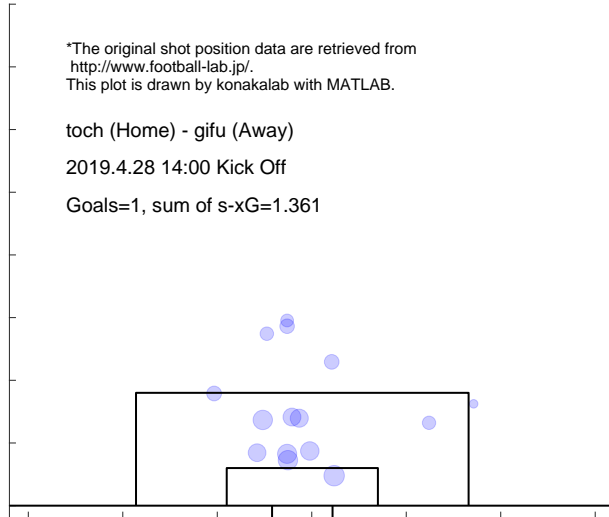 *The original shot position data are retrieved from
http://www.football-lab.jp/.
This plot is drawn by konakalab with MATLAB.
toch (Home) - gifu (Away)
2019.4.28 14:00 Kick Off
Goals=1, sum of s-xG=1.361